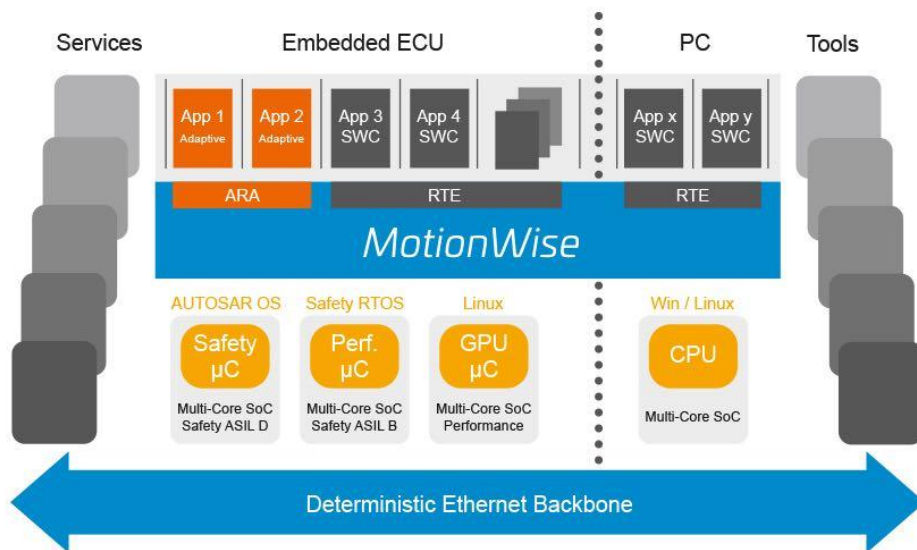 Services
Embedded ECU
PC
Tools
App 1
Adaptive
App 2
Adaptive
App 3
SWC
App 4
SWC
App x
SWC
App y
SWC
ARA
RTE
RTE
MotionWise
AUTOSAR OS
Safety RTOS
Linux
Win / Linux
Safety
µC
Perf.
µC
GPU
µC
CPU
Multi-Core SoC
Safety ASIL D
Multi-Core SoC
Safety ASIL B
Multi-Core SoC
Performance
Multi-Core SoC
Deterministic Ethernet Backbone